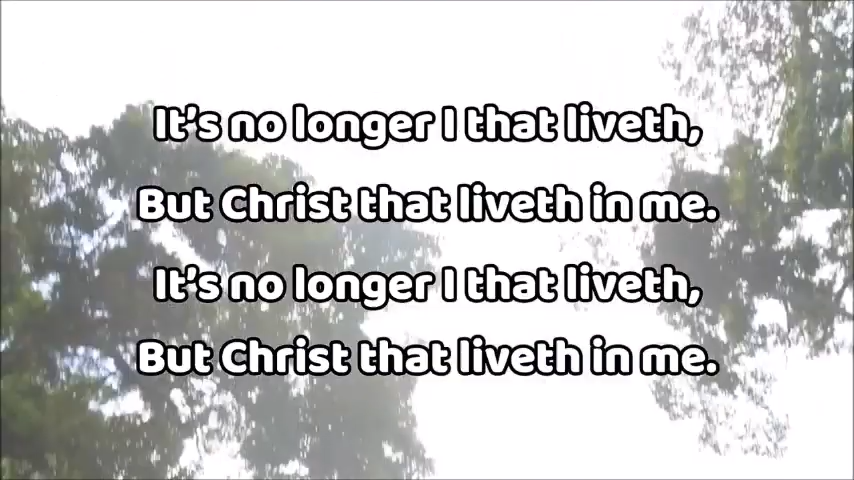 It's no longer I that liveth,
But Christ that liveth in me.
It's no longer I that liveth,
But Christ that liveth in me.